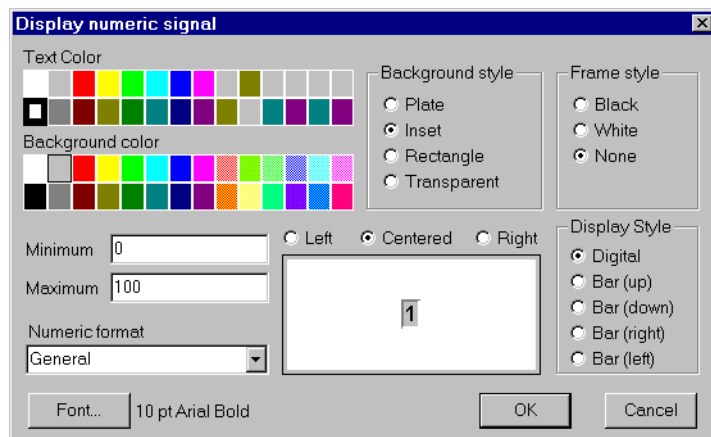 Display numeric signal
Text Color
Background color
Background style
Plate
Inset
Rectangle
Transparent
Frame style
Black
White
None
Minimum 0
Maximum 100
Numeric format
General
Left Centered Right
1
Display Style
Digital
Bar (up)
Bar (down)
Bar (right)
Bar (left)
Font... 10 pt Arial Bold
OK Cancel